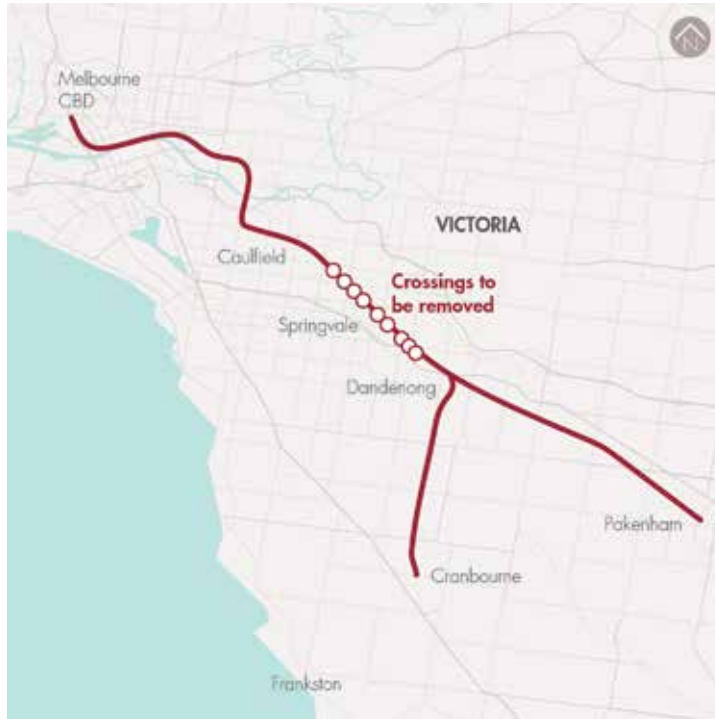 N
Melbourne
CBD
VICTORIA
Caulfield
Crossings to
be removed
Springvale
Dandenong
Pakenham
Cranbourne
Frankston